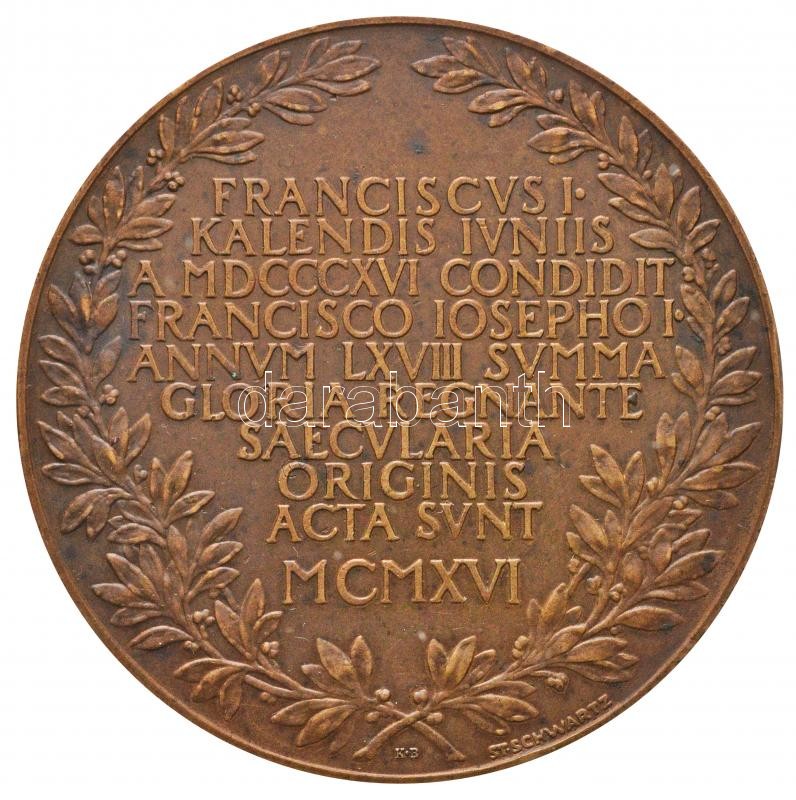 FRANCISCVS I·
KALENDIS IVNIIS
A MDCCCXVI CONDIDIT
FRANCISCO IOSEPHO I·
ANNVM LXVIII SVMMA
GLORIA REGNANTE
darabanth
SAECVLARIA
ORIGINIS
ACTA SVNT
MCMXVI
K·B
ST·SCHWARTZ